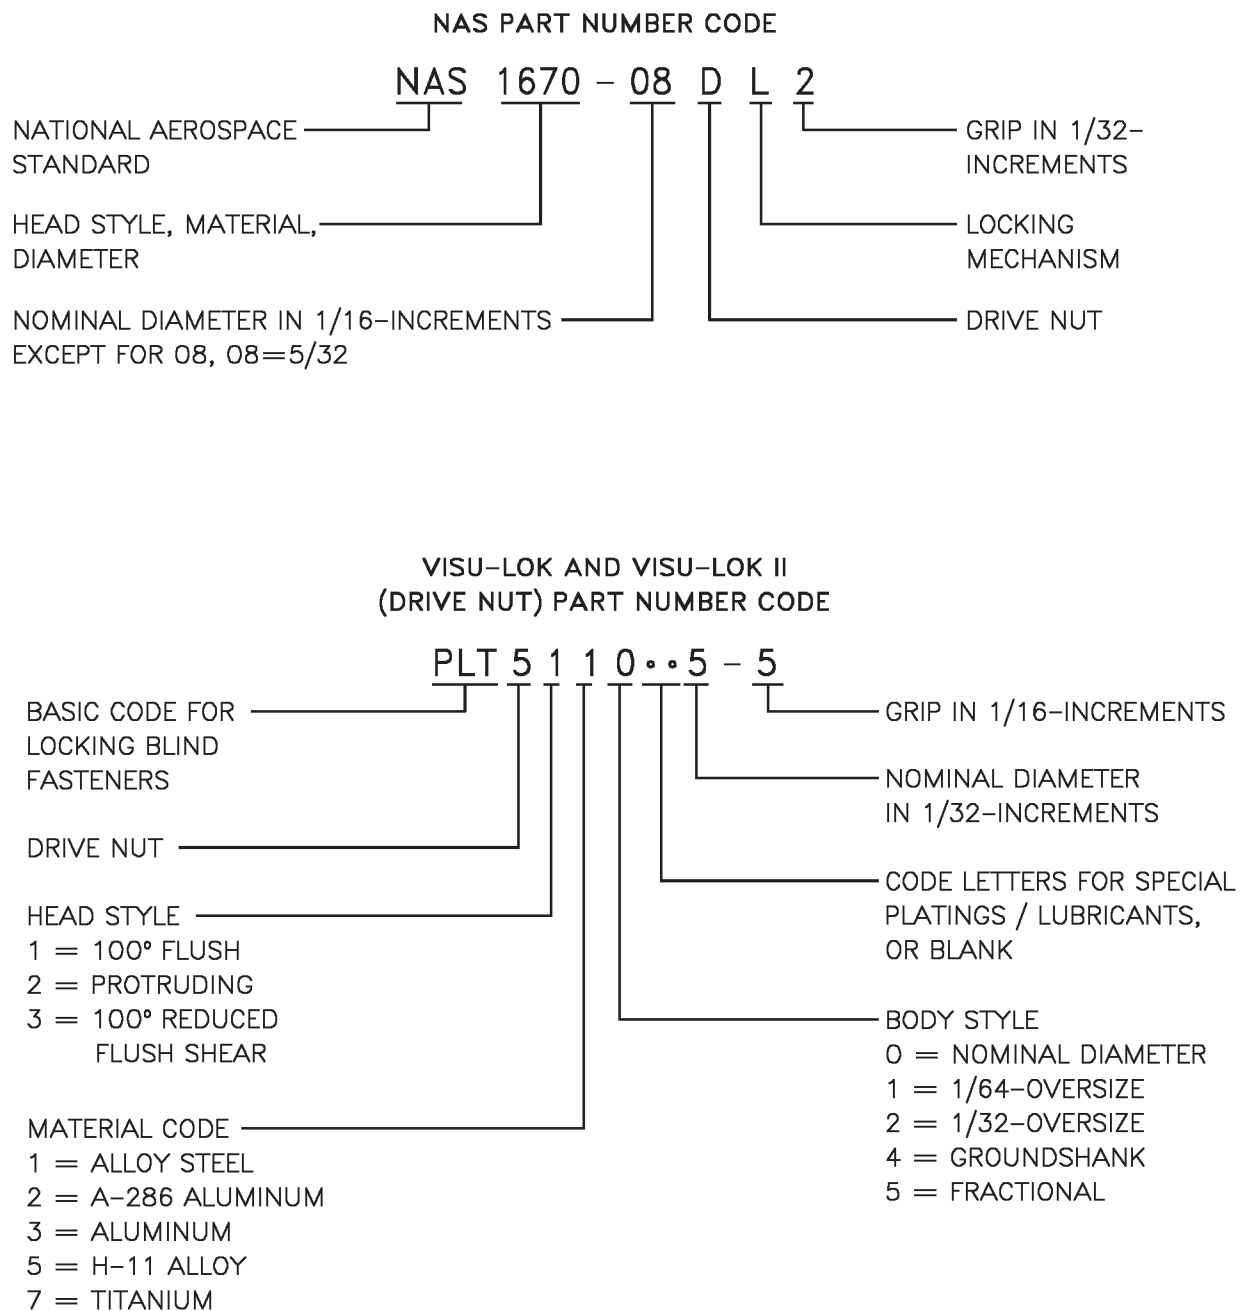 NAS PART NUMBER CODE
NAS 1670 - 08 D L 2
NATIONAL AEROSPACE
STANDARD
GRIP IN 1/32-
INCREMENTS
HEAD STYLE, MATERIAL,
DIAMETER
LOCKING
MECHANISM
NOMINAL DIAMETER IN 1/16-INCREMENTS
EXCEPT FOR 08, 08=5/32
DRIVE NUT
VISU-LOK AND VISU-LOK II
(DRIVE NUT) PART NUMBER CODE
PLT 5 1 1 0 •• 5 - 5
BASIC CODE FOR
LOCKING BLIND
FASTENERS
GRIP IN 1/16-INCREMENTS
NOMINAL DIAMETER
IN 1/32-INCREMENTS
DRIVE NUT
CODE LETTERS FOR SPECIAL
PLATINGS / LUBRICANTS,
OR BLANK
HEAD STYLE
1 = 100° FLUSH
2 = PROTRUDING
3 = 100° REDUCED
FLUSH SHEAR
BODY STYLE
0 = NOMINAL DIAMETER
1 = 1/64-OVERSIZE
2 = 1/32-OVERSIZE
4 = GROUNDSHANK
5 = FRACTIONAL
MATERIAL CODE
1 = ALLOY STEEL
2 = A-286 ALUMINUM
3 = ALUMINUM
5 = H-11 ALLOY
7 = TITANIUM